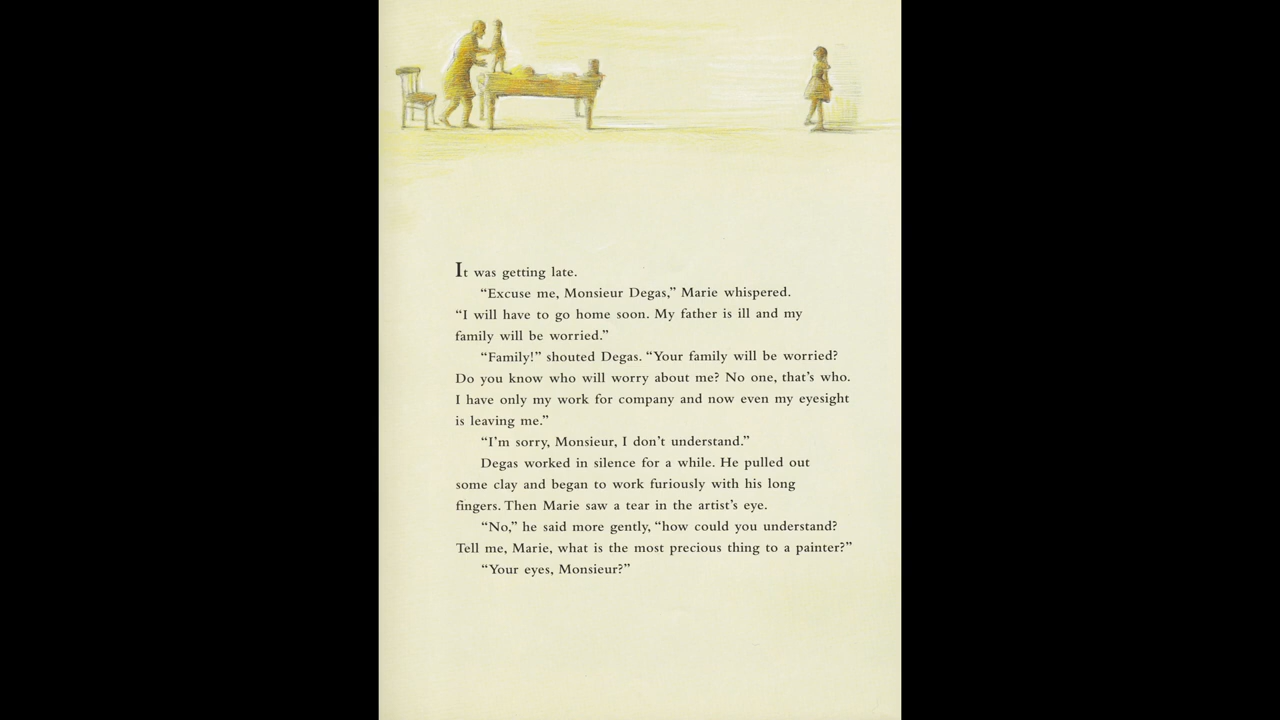 It was getting late.
“Excuse me, Monsieur Degas,” Marie whispered.
“I will have to go home soon. My father is ill and my
family will be worried.”
“Family!” shouted Degas. “Your family will be worried?
Do you know who will worry about me? No one, that’s who.
I have only my work for company and now even my eyesight
is leaving me.”
“I’m sorry, Monsieur, I don’t understand.”
Degas worked in silence for a while. He pulled out
some clay and began to work furiously with his long
fingers. Then Marie saw a tear in the artist’s eye.
“No,” he said more gently, “how could you understand?
Tell me, Marie, what is the most precious thing to a painter?”
“Your eyes, Monsieur?”